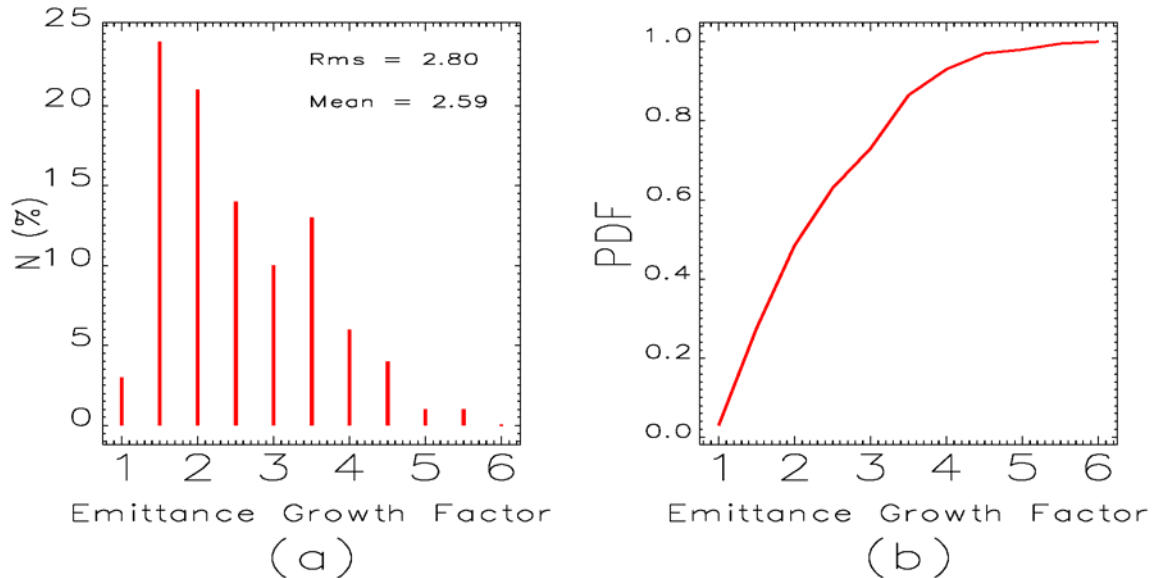 25
20
15
10
5
0
N (%)
Rms = 2.80
Mean = 2.59
1 2 3 4 5 6
Emittance Growth Factor
(a)
1.0
0.8
0.6
0.4
0.2
0.0
PDF
1 2 3 4 5 6
Emittance Growth Factor
(b)